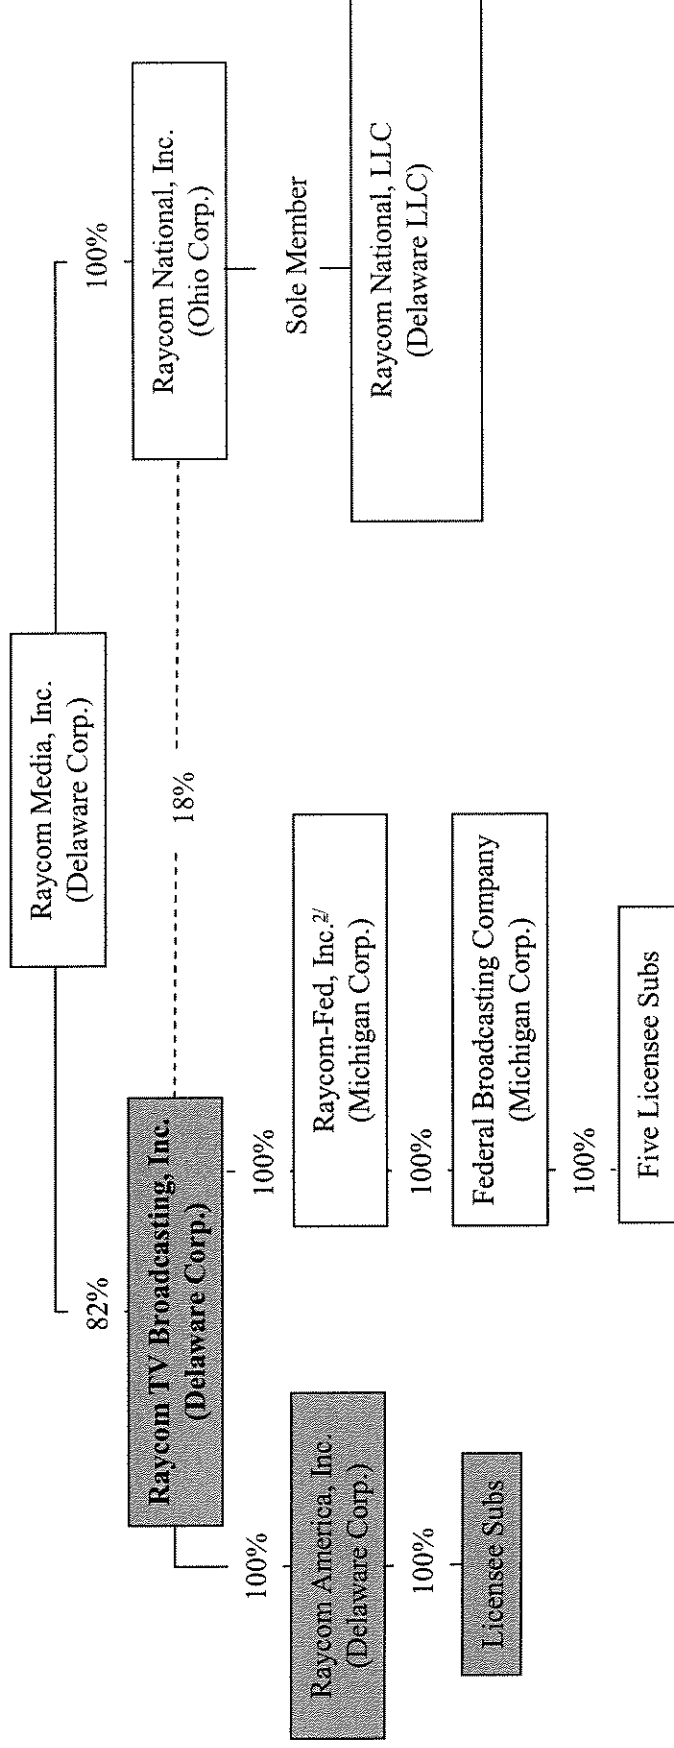 Raycom Media, Inc.
(Delaware Corp.)
82%
100%
Raycom TV Broadcasting, Inc.
(Delaware Corp.)
18%
Raycom National, Inc.
(Ohio Corp.)
100%
100%
Sole Member
Raycom America, Inc.
(Delaware Corp.)
Raycom-Fed, Inc.2/
(Michigan Corp.)
Raycom National, LLC
(Delaware LLC)
100%
100%
Licensee Subs
Federal Broadcasting Company
(Michigan Corp.)
100%
Five Licensee Subs